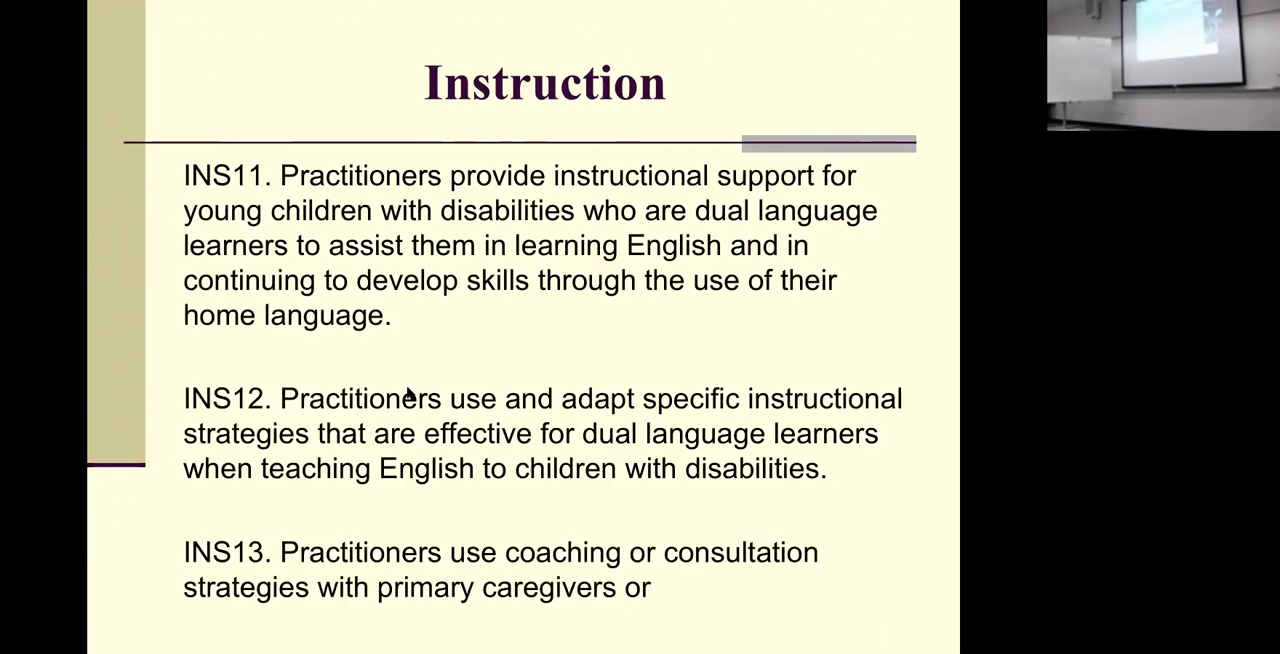 Instruction
INS11. Practitioners provide instructional support for
young children with disabilities who are dual language
learners to assist them in learning English and in
continuing to develop skills through the use of their
home language.
INS12. Practitioners use and adapt specific instructional
strategies that are effective for dual language learners
when teaching English to children with disabilities.
INS13. Practitioners use coaching or consultation
strategies with primary caregivers or